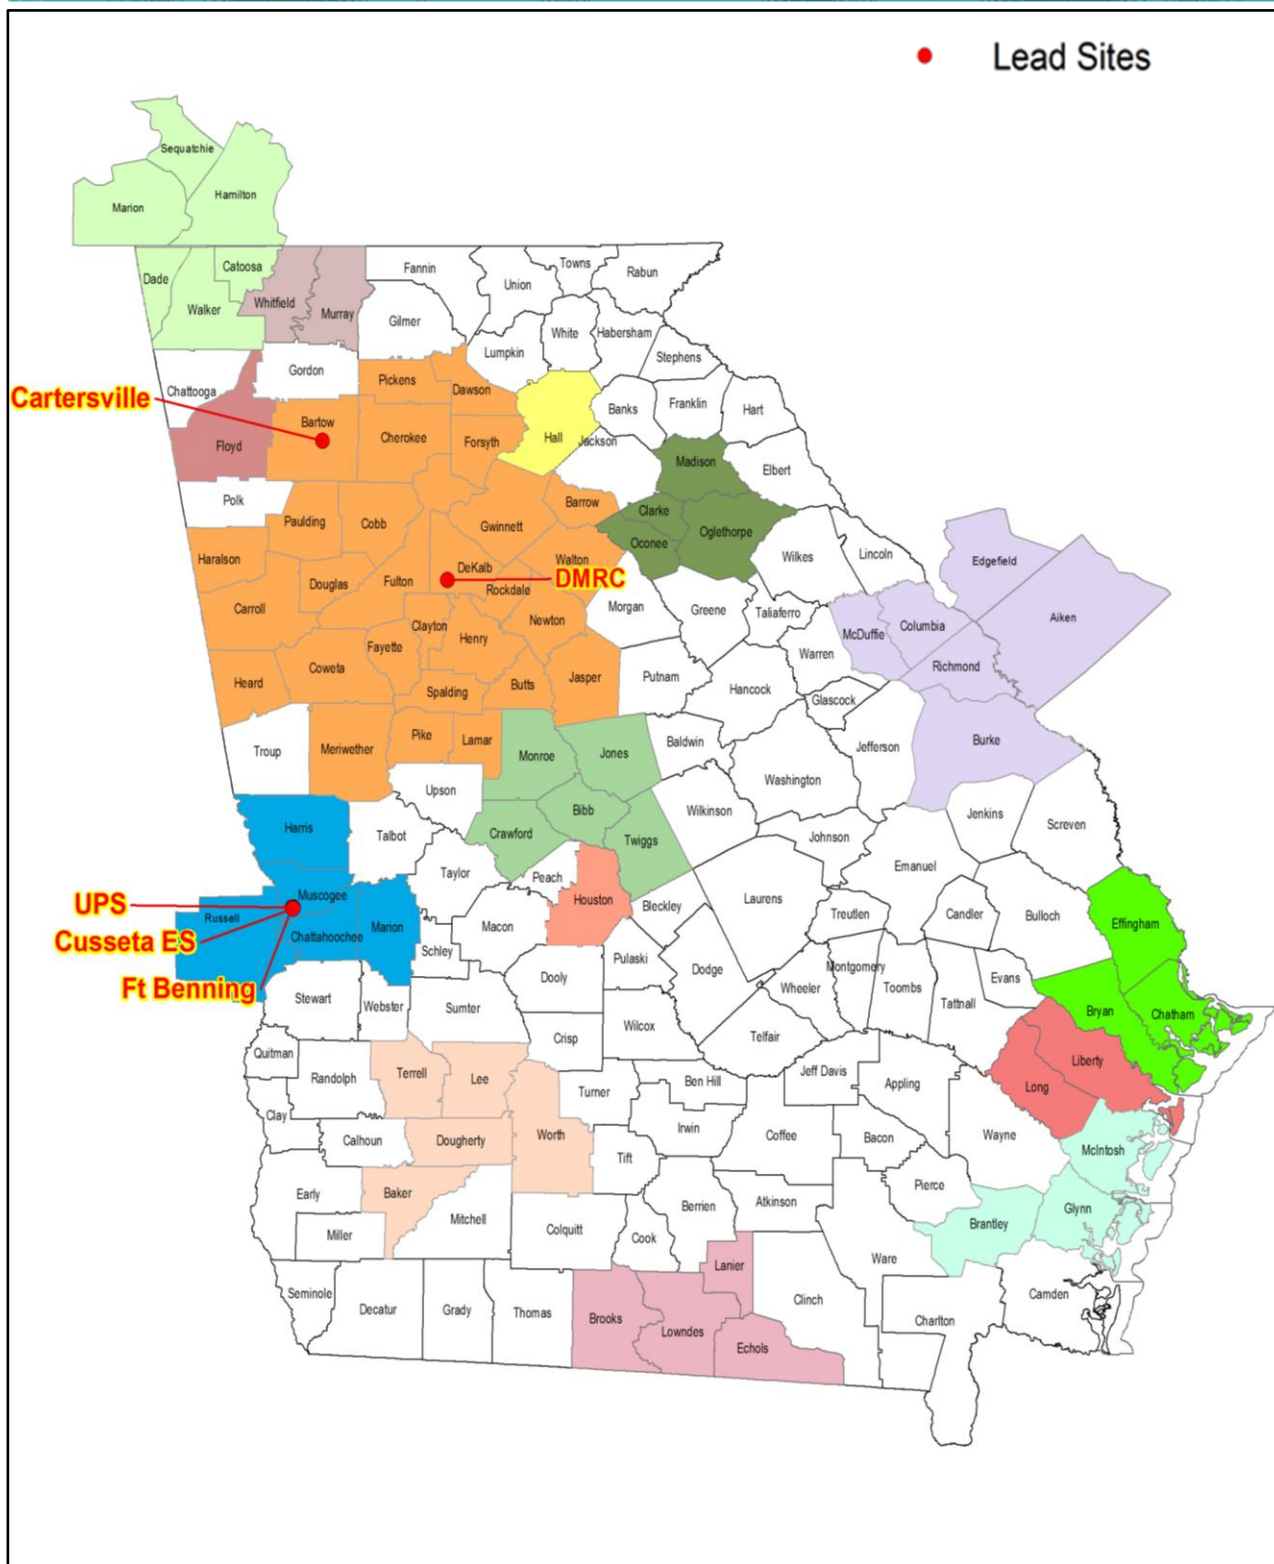 Lead Sites
Sequatchie
Hamilton
Marion
Dade
Catoosa
Walker
Whitfield
Murray
Fannin
Union
Towns
Rabun
Gilmer
White
Habersham
Lumpkin
Stephens
Chattooga
Gordon
Pickens
Dawson
Banks
Franklin
Hart
Cartersville
Bartow
Floyd
Cherokee
Forsyth
Hall
Jackson
Madison
Elbert
Polk
Paulding
Cobb
Gwinnett
Barrow
Clarke
Oconee
Oglethorpe
Wilkes
Lincoln
Edgefield
Haralson
Douglas
Fulton
DeKalb
Walton
DMRC
Rockdale
Carroll
Clayton
Newton
Morgan
Greene
Taliaferro
McDuffie
Columbia
Aiken
Fayette
Henry
Coweta
Heard
Spalding
Butts
Jasper
Putnam
Hancock
Warren
Richmond
Glascock
Troup
Meriwether
Pike
Lamar
Monroe
Jones
Baldwin
Washington
Jefferson
Burke
Upson
Harris
Talbot
Crawford
Bibb
Twiggs
Wilkinson
Johnson
Jenkins
Screven
Emanuel
Taylor
Peach
Houston
Bleckley
Laurens
UPS
Russell
Muscogee
Marion
Macon
Treutlen
Candler
Bulloch
Effingham
Cusseta ES
Chattahoochee
Schley
Pulaski
Dodge
Montgomery
Evans
Ft Benning
Stewart
Webster
Sumter
Dooly
Wheeler
Toombs
Tattnall
Bryan
Chatham
Quitman
Crisp
Wilcox
Telfair
Randolph
Terrell
Lee
Turner
Ben Hill
Jeff Davis
Appling
Long
Liberty
Clay
Calhoun
Dougherty
Worth
Irwin
Coffee
Bacon
Wayne
McIntosh
Tift
Early
Baker
Mitchell
Berrien
Atkinson
Pierce
Brantley
Glynn
Miller
Colquitt
Cook
Ware
Lanier
Seminole
Decatur
Grady
Thomas
Brooks
Lowndes
Echols
Clinch
Charlton
Camden